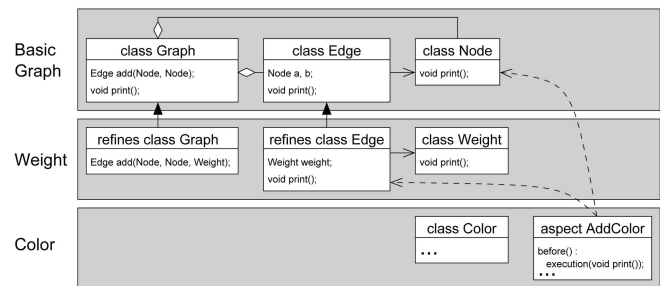 Basic
Graph
class Graph
Edge add(Node, Node);
void print();
class Edge
Node a, b;
void print();
class Node
void print();
Weight
refines class Graph
Edge add(Node, Node, Weight);
refines class Edge
Weight weight;
void print();
class Weight
void print();
Color
class Color
...
aspect AddColor
before() :
execution(void print());
...